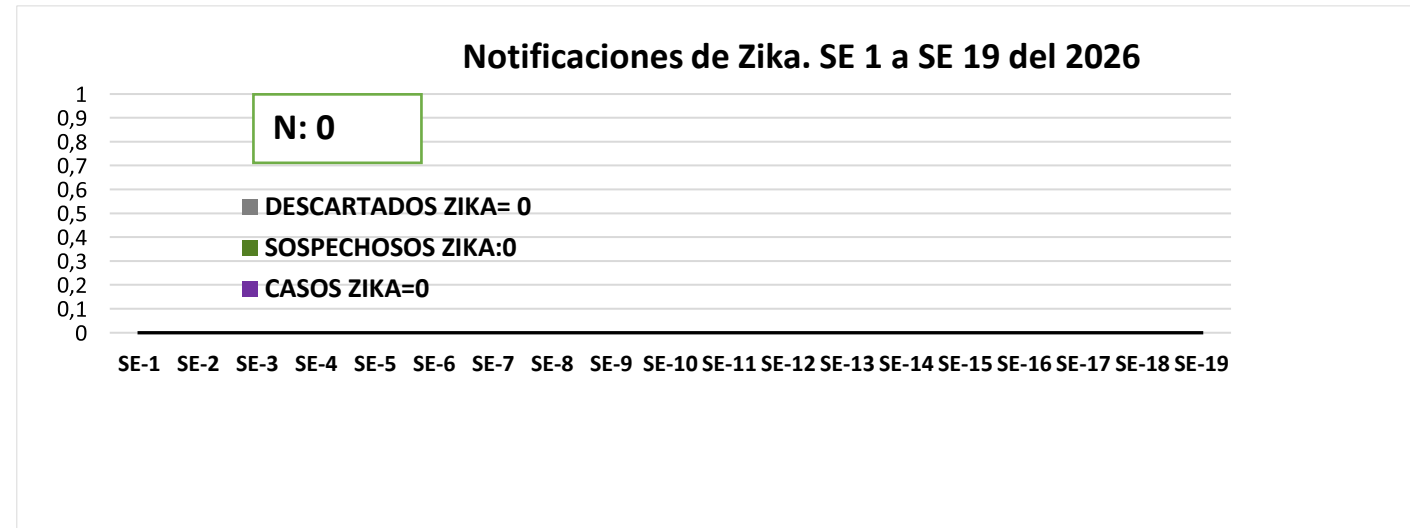 Notificaciones de Zika. SE 1 a SE 19 del 2026
1
0,9
0,8
0,7
0,6
0,5
0,4
0,3
0,2
0,1
0
N: 0
DESCARTADOS ZIKA= 0
SOSPECHOSOS ZIKA:0
CASOS ZIKA=0
SE-1 SE-2 SE-3 SE-4 SE-5 SE-6 SE-7 SE-8 SE-9 SE-10 SE-11 SE-12 SE-13 SE-14 SE-15 SE-16 SE-17 SE-18 SE-19